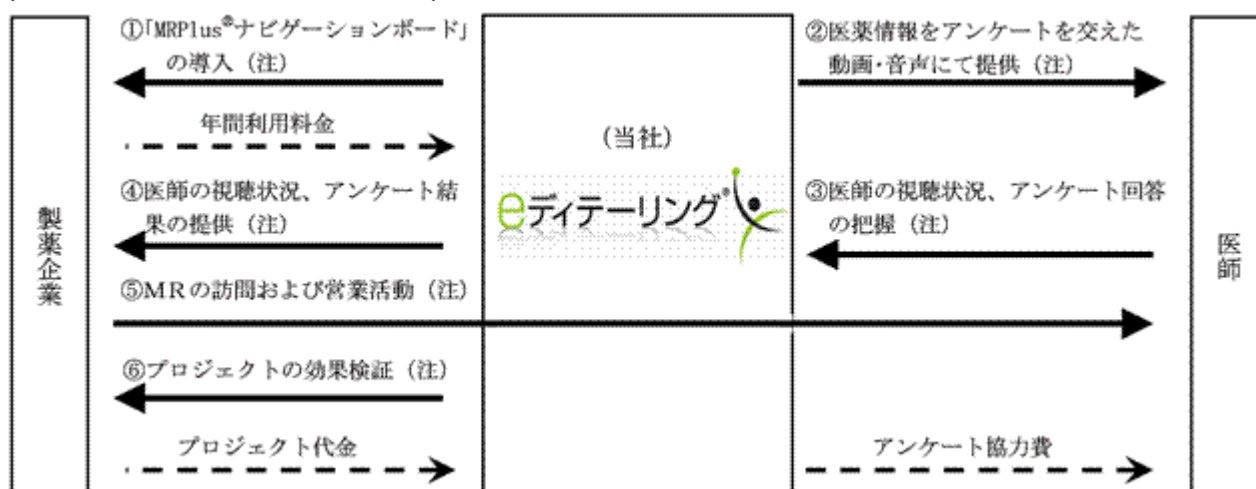 ①「MRPlus®ナビゲーションボード」
の導入（注）
年間利用料金
④医師の視聴状況、アンケート結
果の提供（注）
⑤ＭＲの訪問および営業活動（注）
⑥プロジェクトの効果検証（注）
プロジェクト代金
製薬企業
（当社）
eディテーリング®
②医薬情報をアンケートを交えた
動画・音声にて提供（注）
③医師の視聴状況、アンケート回答
の把握（注）
アンケート協力費
医師